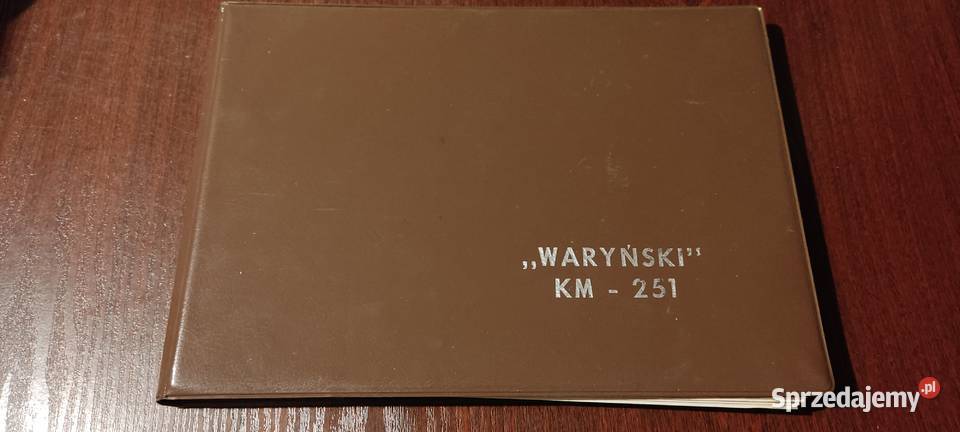 „WARYŃSKI”
KM - 251
Sprzedajemy.pl